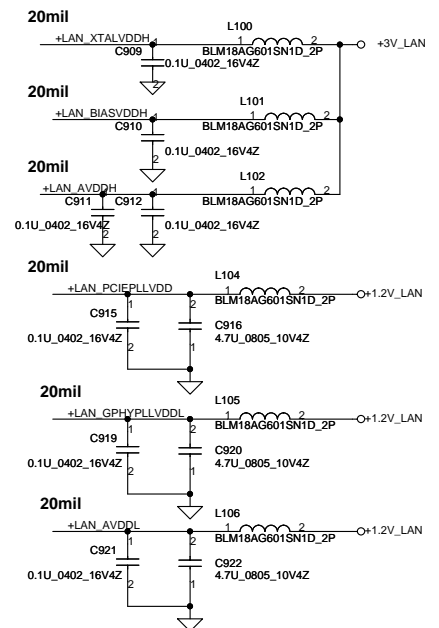 20mil
L100
+LAN_XTALVDDH
1
1
2
+3V_LAN
C909
BLM18AG601SN1D_2P
0.1U_0402_16V4Z
2
20mil
L101
+LAN_BIASVDDH
1
1
2
C910
BLM18AG601SN1D_2P
0.1U_0402_16V4Z
2
20mil
L102
+LAN_AVDDH
1
1
1
2
C911
C912
BLM18AG601SN1D_2P
0.1U_0402_16V4Z
2
2
0.1U_0402_16V4Z
20mil
L104
+LAN_PCIEPLLVDD
1
2
+1.2V_LAN
1
1
BLM18AG601SN1D_2P
C915
C916
0.1U_0402_16V4Z
2
2
4.7U_0805_10V4Z
20mil
L105
+LAN_GPHYPLLVDDL
1
2
+1.2V_LAN
1
1
BLM18AG601SN1D_2P
C919
C920
0.1U_0402_16V4Z
2
2
4.7U_0805_10V4Z
20mil
L106
+LAN_AVDDL
1
2
+1.2V_LAN
1
1
BLM18AG601SN1D_2P
C921
C922
0.1U_0402_16V4Z
2
2
4.7U_0805_10V4Z